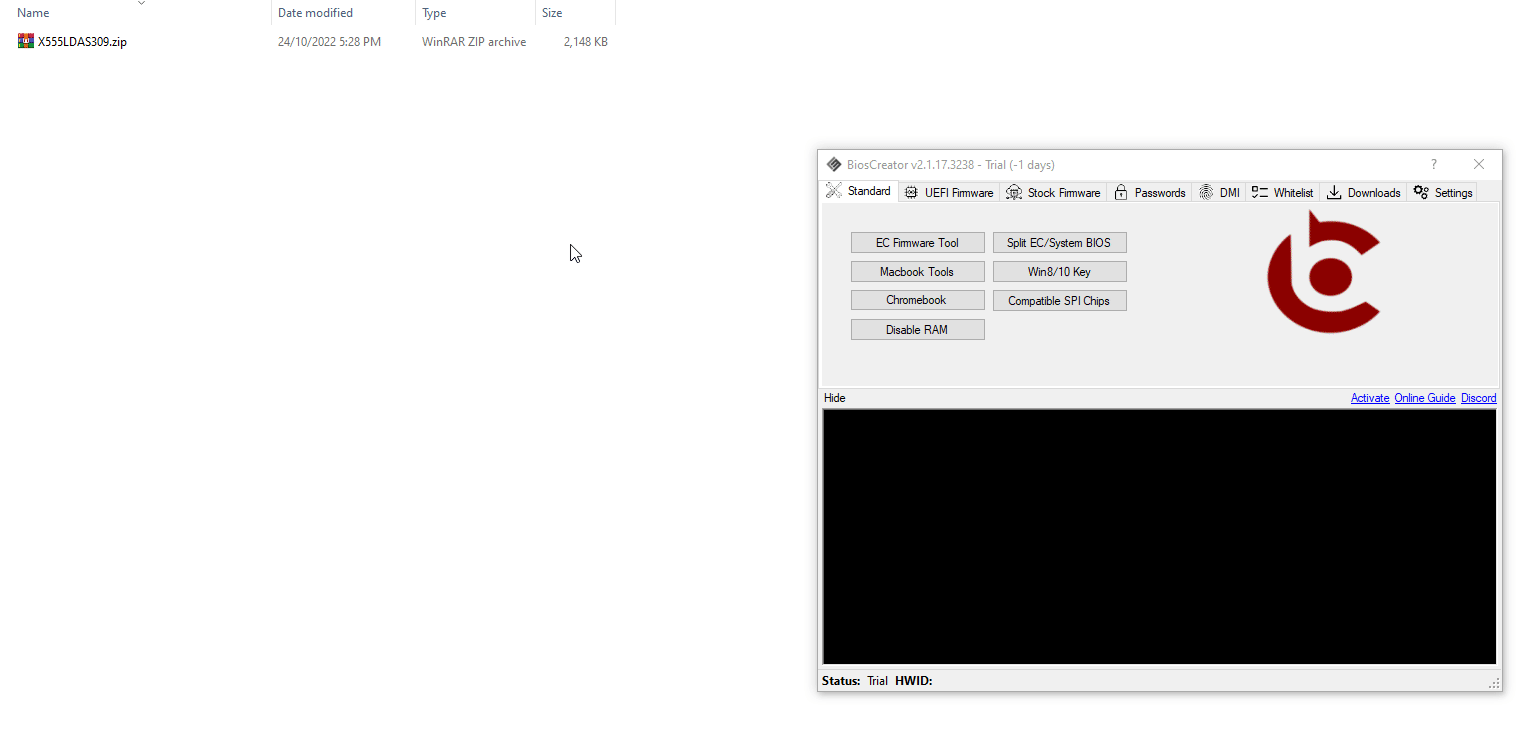 Name Date modified Type Size
X555LDAS309.zip 24/10/2022 5:28 PM WinRAR ZIP archive 2,148 KB
BiosCreator v2.1.17.3238 - Trial (-1 days) ?
Standard UEFI Firmware Stock Firmware Passwords DMI Whitelist Downloads Settings
EC Firmware Tool Split EC/System BIOS
Macbook Tools Win8/10 Key
Chromebook Compatible SPI Chips
Disable RAM
Hide Activate Online Guide Discord
Status: Trial HWID: